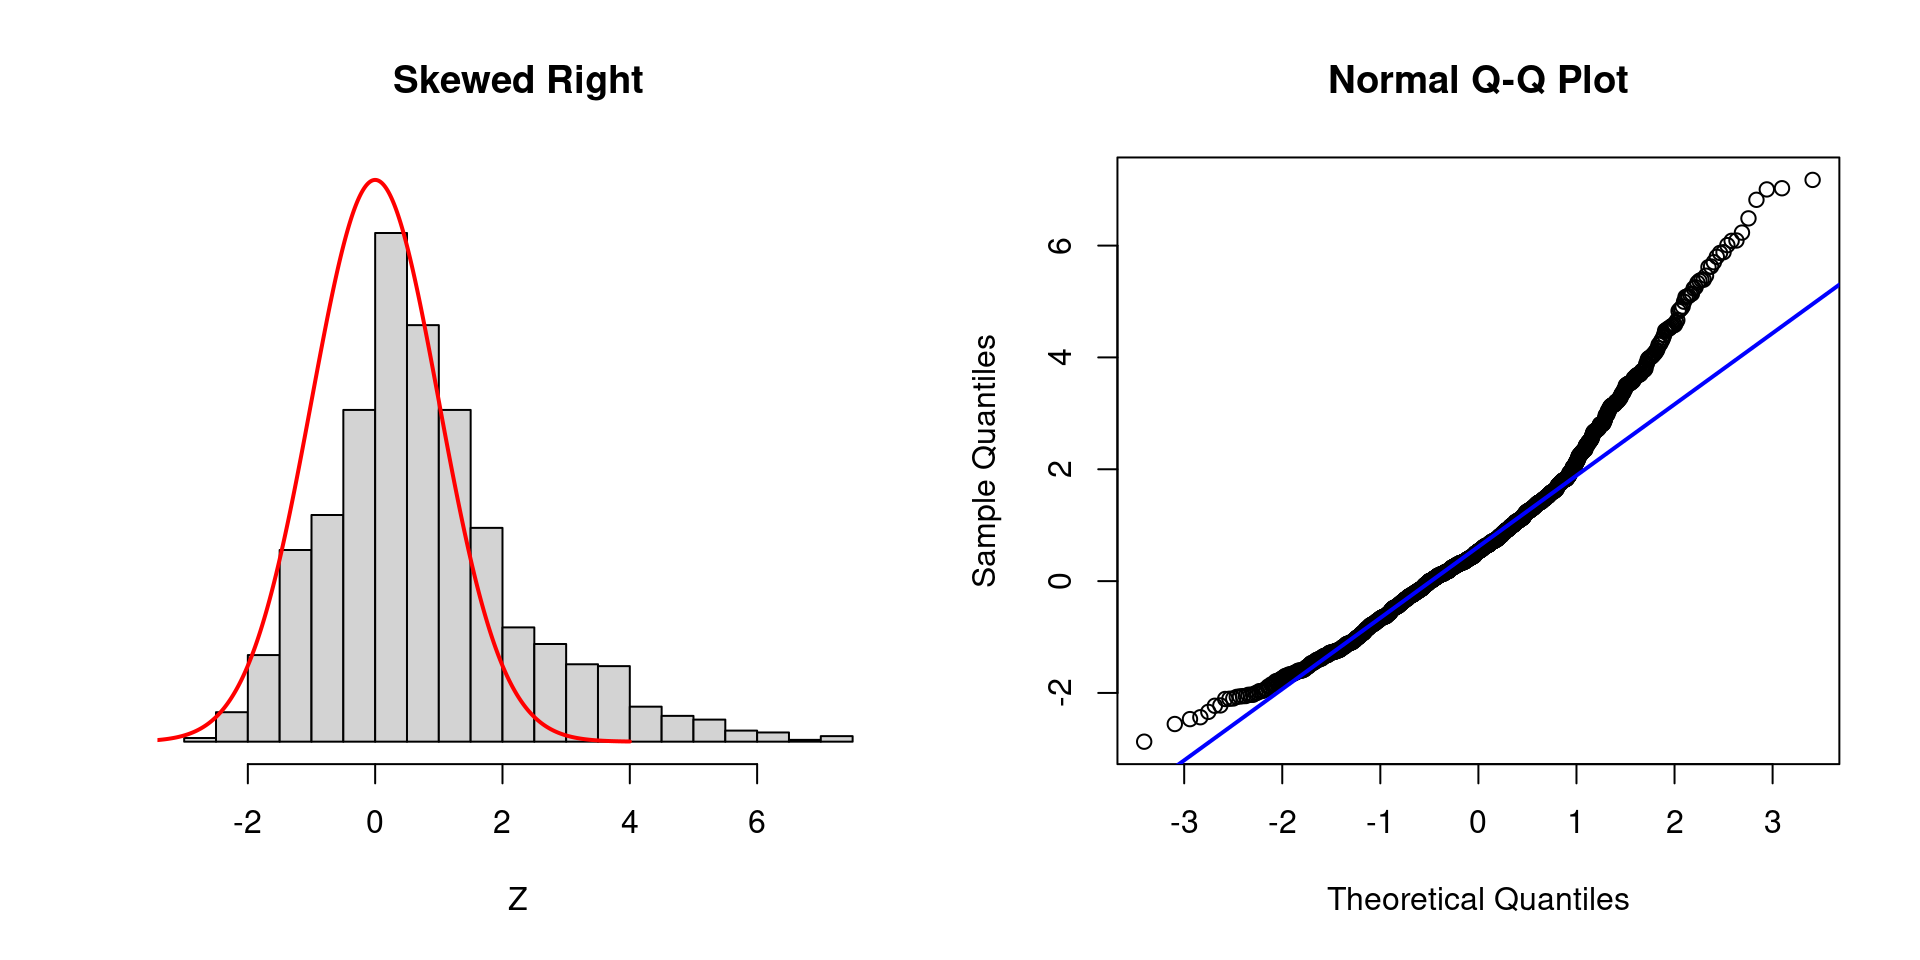 Skewed Right
-2 0 2 4 6
Z
Normal Q-Q Plot
Sample Quantiles
6
4
2
0
-2
-3 -2 -1 0 1 2 3
Theoretical Quantiles